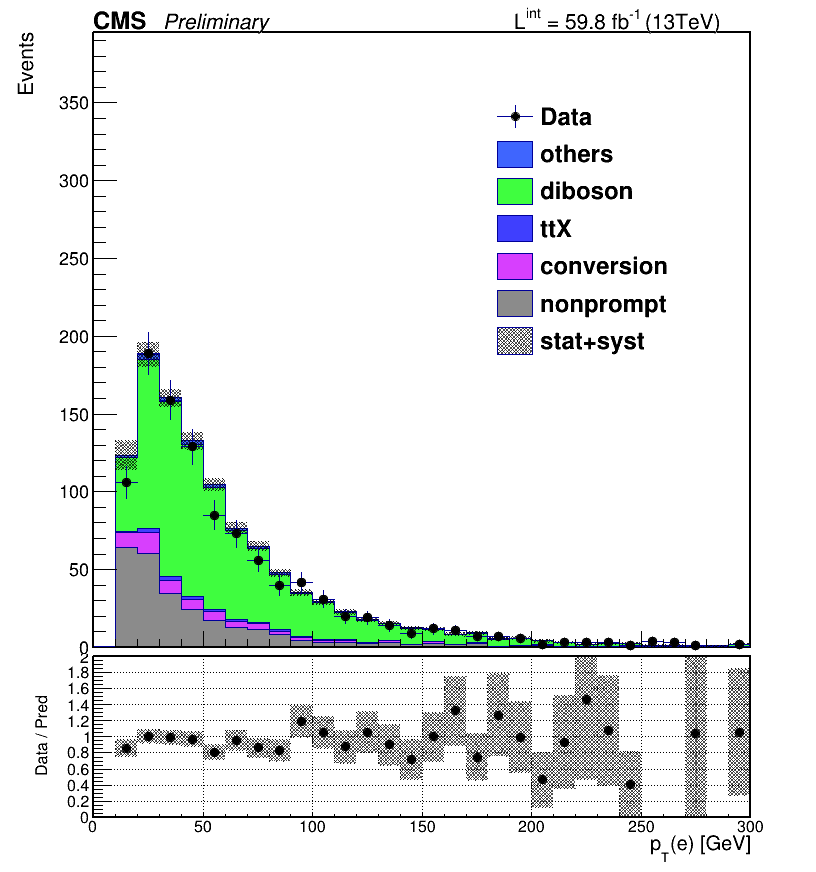 CMS Preliminary L^int = 59.8 fb^-1 (13TeV)
Events
350
300
250
200
150
100
50
0
Data
others
diboson
ttX
conversion
nonprompt
stat+syst
Data / Pred
2
1.8
1.6
1.4
1.2
1
0.8
0.6
0.4
0.2
0
0 50 100 150 200 250 300
p_T(e) [GeV]